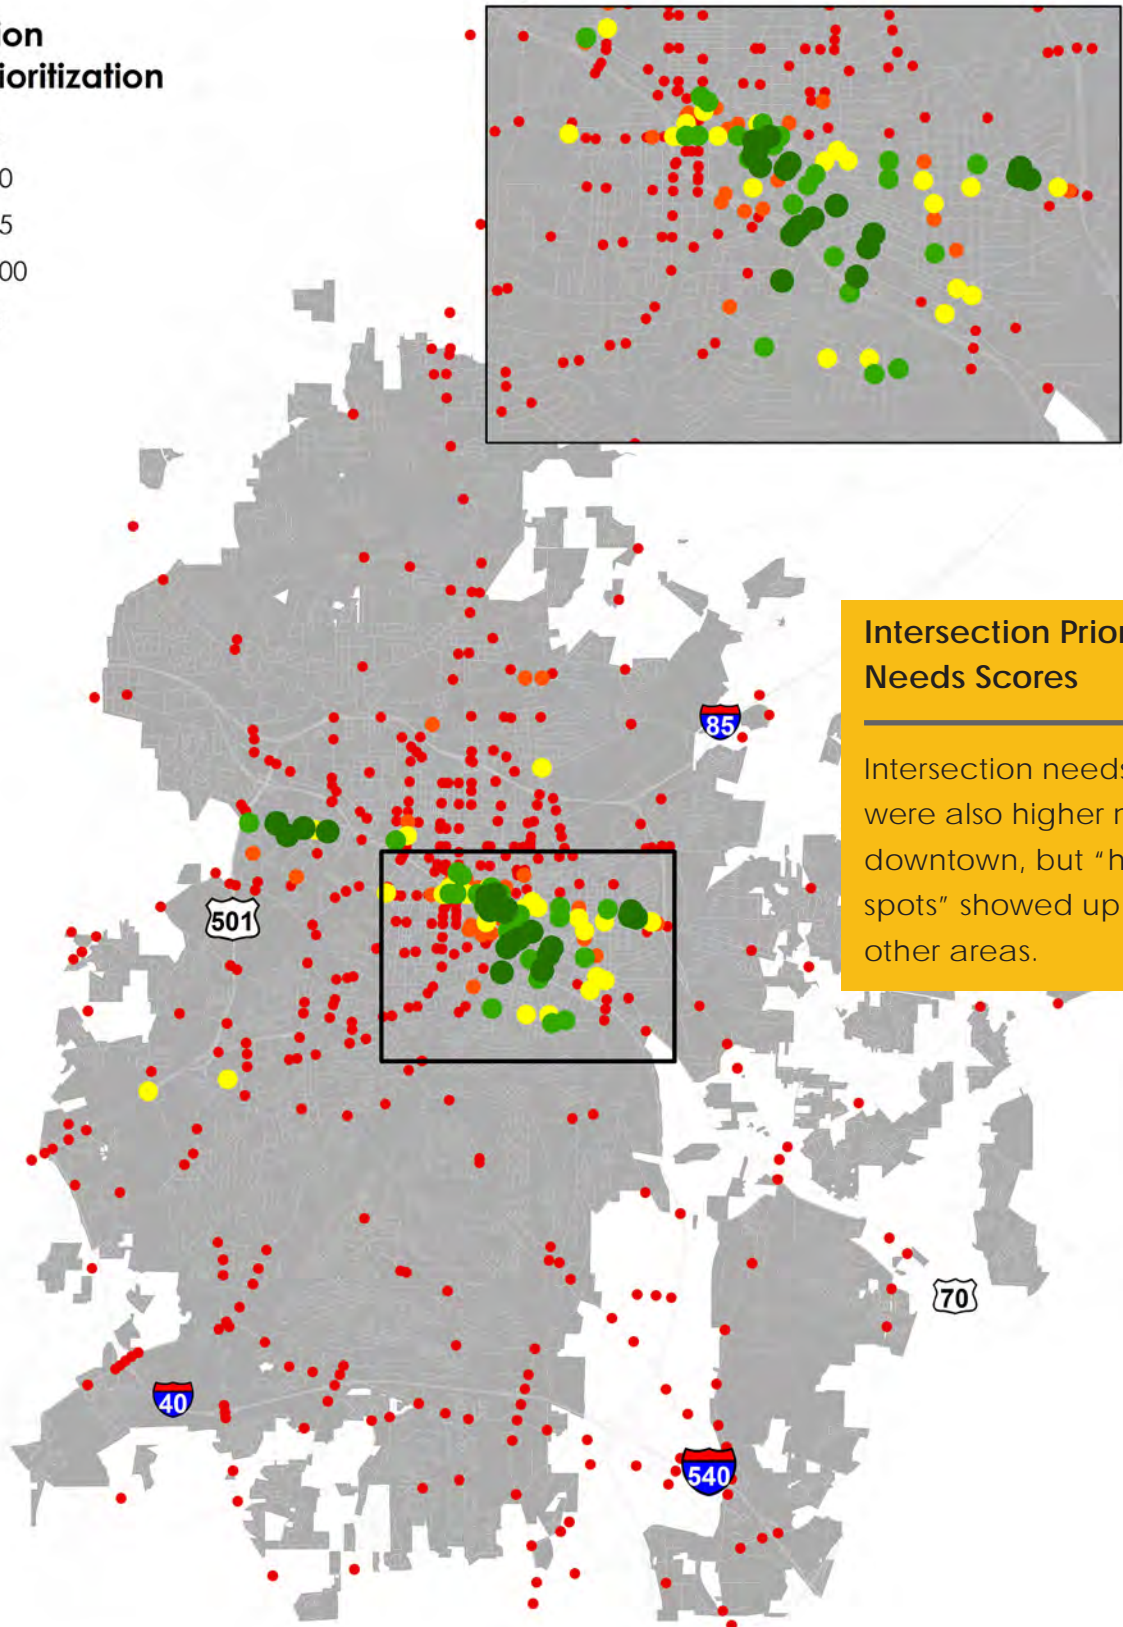 ion
ioritization
0
5
00
Intersection Prior
Needs Scores
85
Intersection needs
were also higher n
downtown, but “h
spots” showed up
other areas.
501
70
40
540